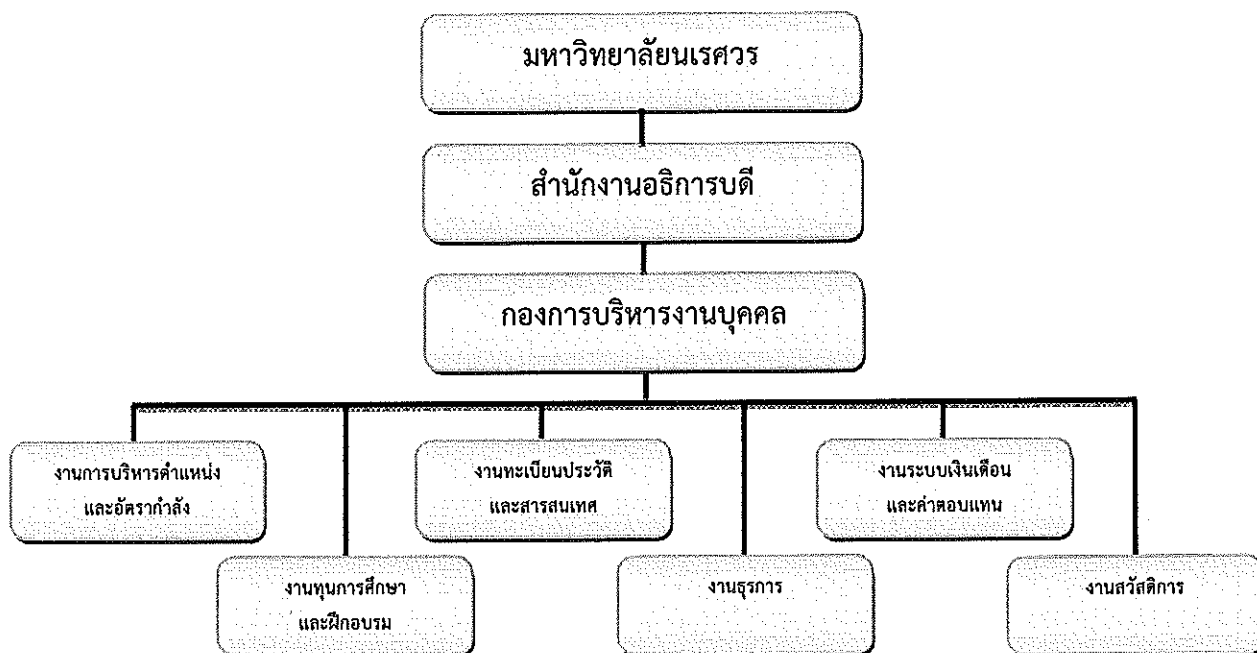 มหาวิทยาลัยนเรศวร
สำนักงานอธิการบดี
กองการบริหารงานบุคคล
งานการบริหารตำแหน่ง
และอัตรากำลัง
งานทะเบียนประวัติ
และสารสนเทศ
งานระบบเงินเดือน
และค่าตอบแทน
งานทุนการศึกษา
และฝึกอบรม
งานธุรการ
งานสวัสดิการ